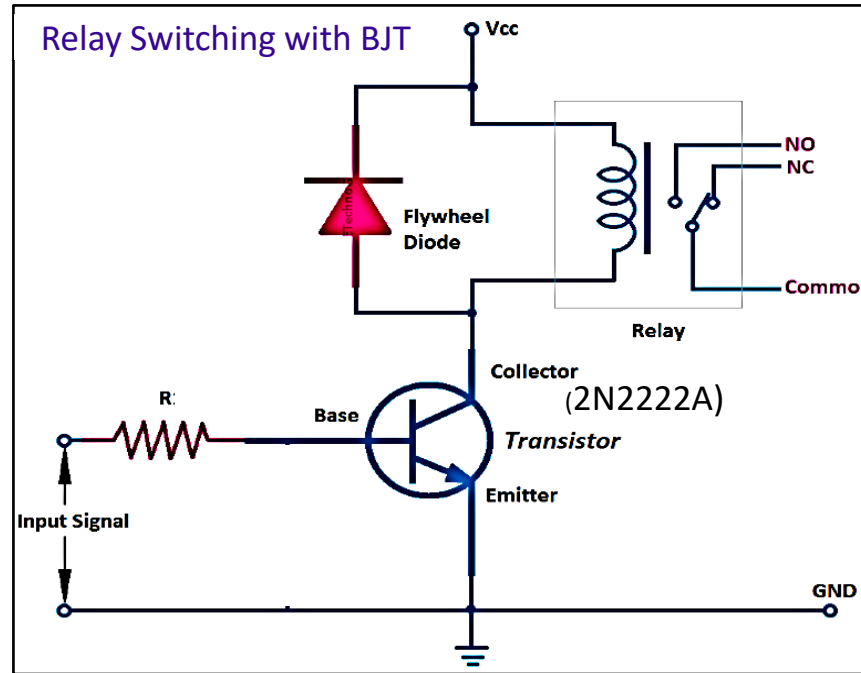 Relay Switching with BJT
Vcc
NO
NC
Flywheel
Diode
Commo
Relay
Collector
(2N2222A)
R:
Base
Transistor
Emitter
Input Signal
GND